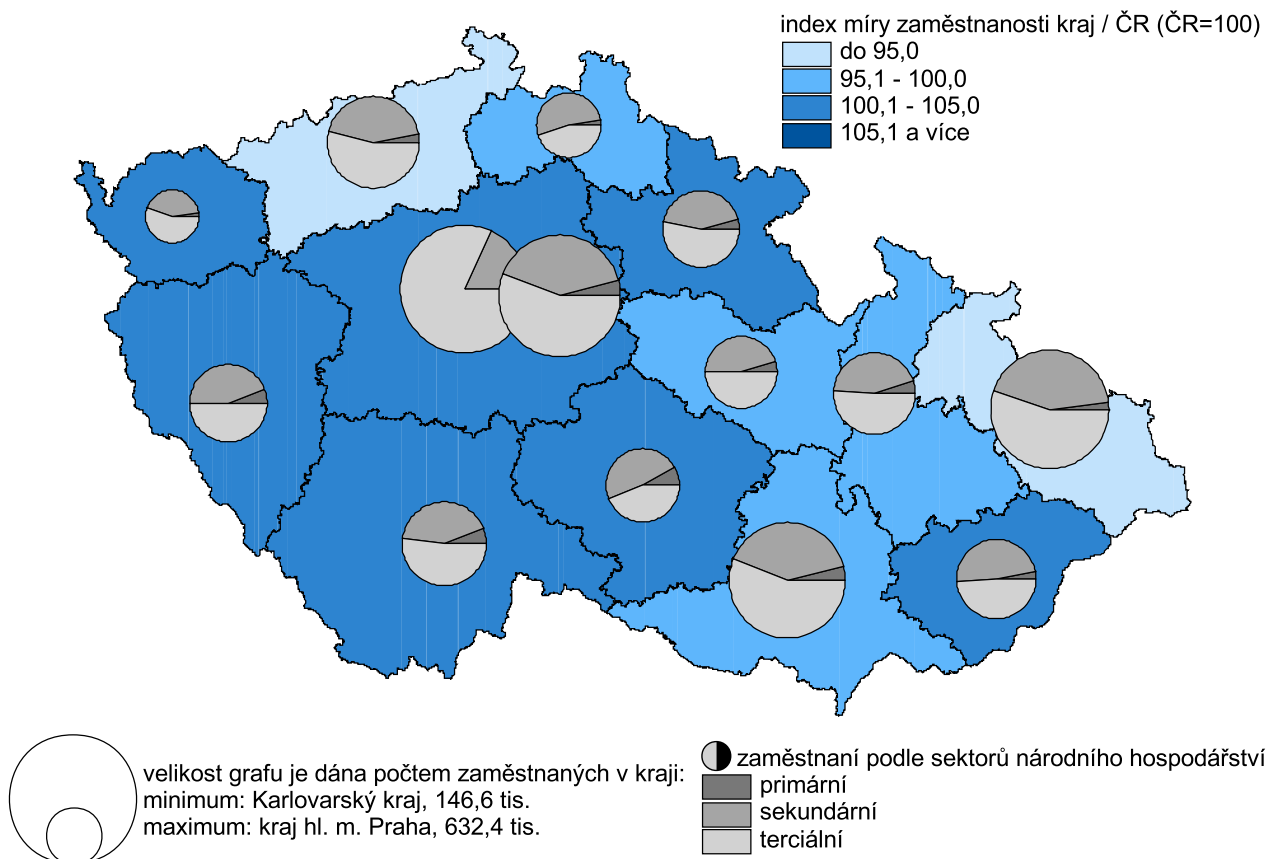 index míry zaměstnanosti kraj / ČR (ČR=100)
do 95,0
95,1 - 100,0
100,1 - 105,0
105,1 a více
velikost grafu je dána počtem zaměstnaných v kraji:
minimum: Karlovarský kraj, 146,6 tis.
maximum: kraj hl. m. Praha, 632,4 tis.
zaměstnaní podle sektorů národního hospodářství
primární
sekundární
terciální